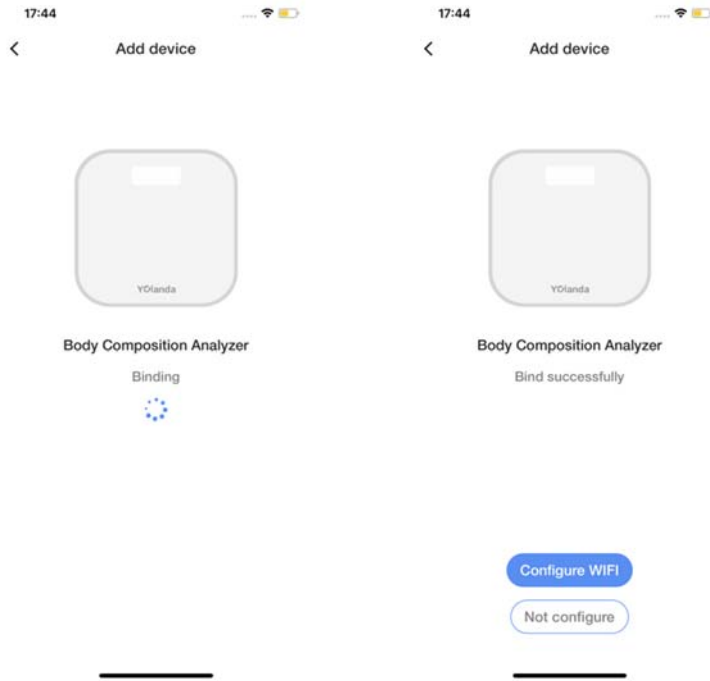 17:44
Add device
YOlanda
Body Composition Analyzer
Binding
17:44
Add device
YOlanda
Body Composition Analyzer
Bind successfully
Configure WIFI
Not configure